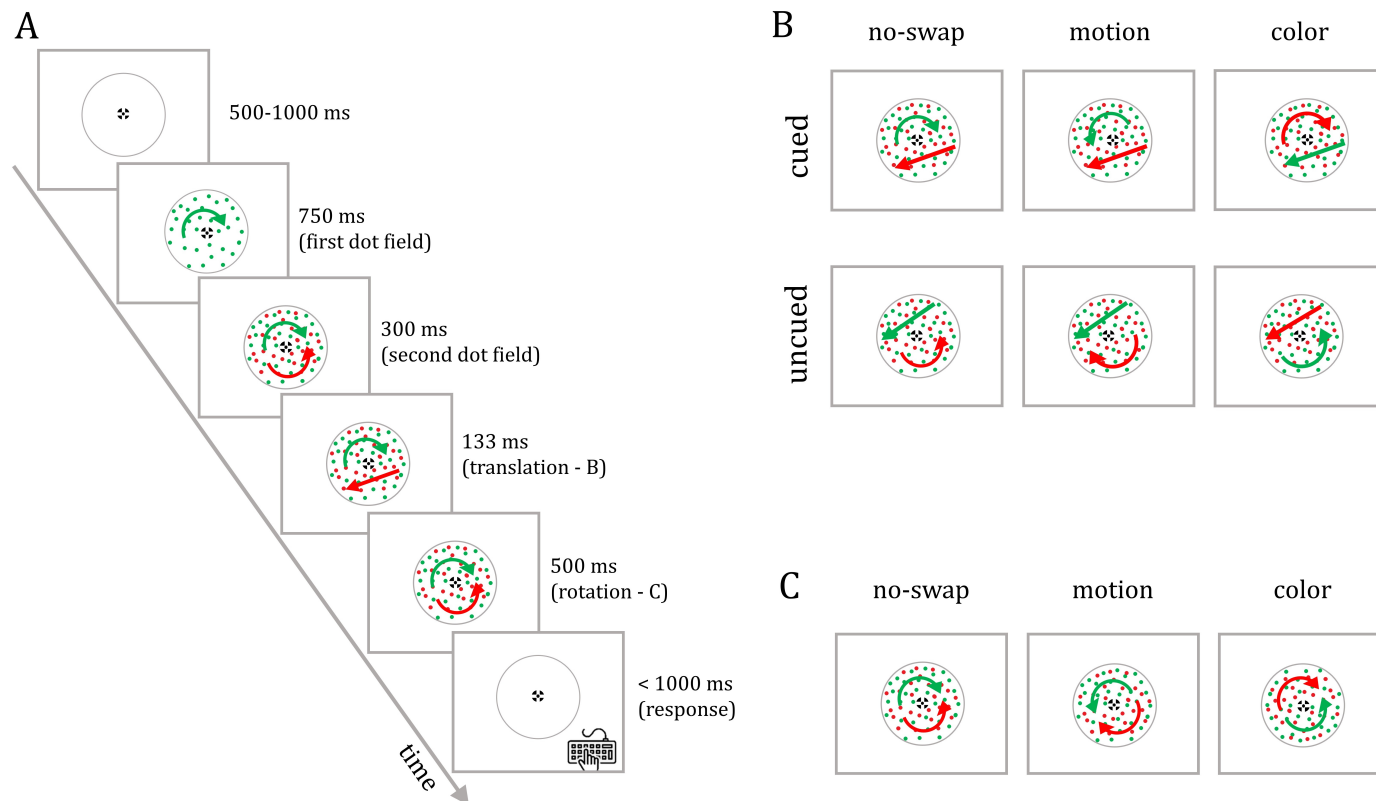 A
500-1000 ms
750 ms
(first dot field)
300 ms
(second dot field)
133 ms
(translation - B)
500 ms
(rotation - C)
< 1000 ms
(response)
time
B
no-swap motion color
cued
uncued
C
no-swap motion color